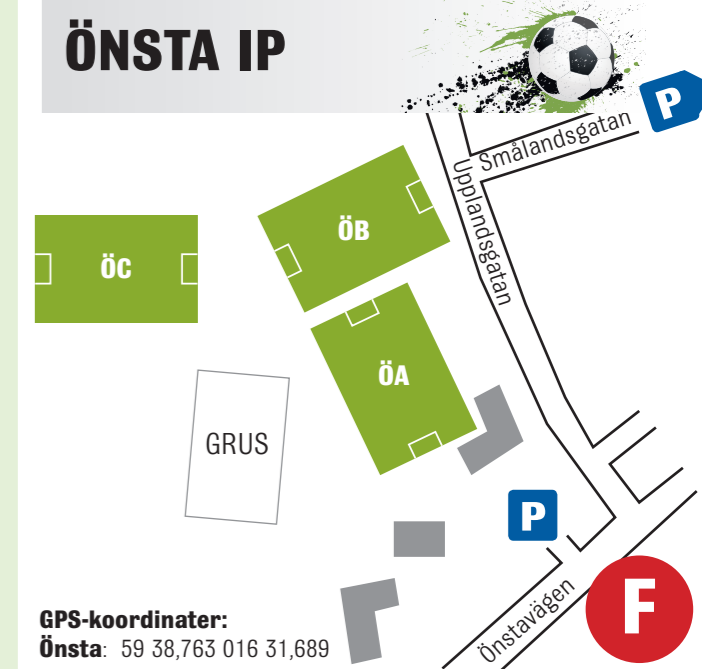 ÖNSTA IP
P
Smålandsgatan
Upplandsgatan
ÖB
ÖC
ÖA
GRUS
P
F
Önstavägen
GPS-koordinater:
Önsta: 59 38,763 016 31,689